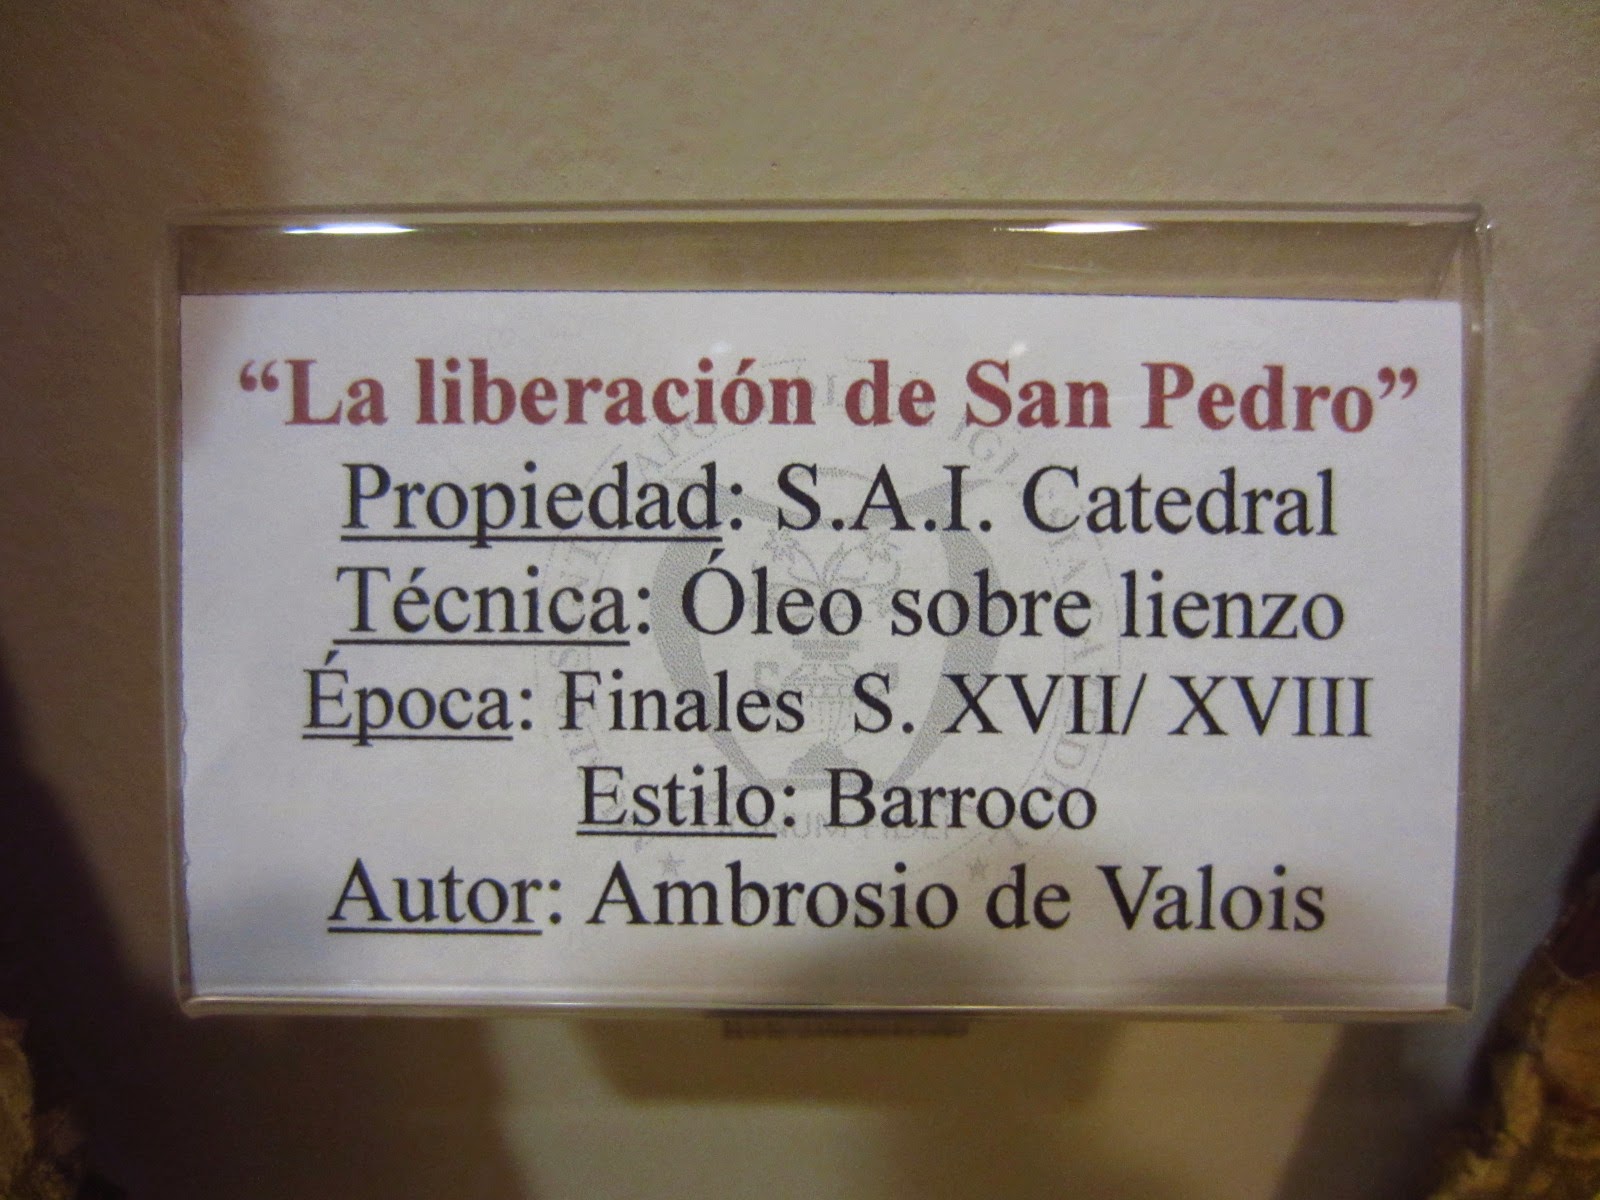 “La liberación de San Pedro”
Propiedad: S.A.I. Catedral
Técnica: Óleo sobre lienzo
Época: Finales S. XVII/ XVIII
Estilo: Barroco
Autor: Ambrosio de Valois